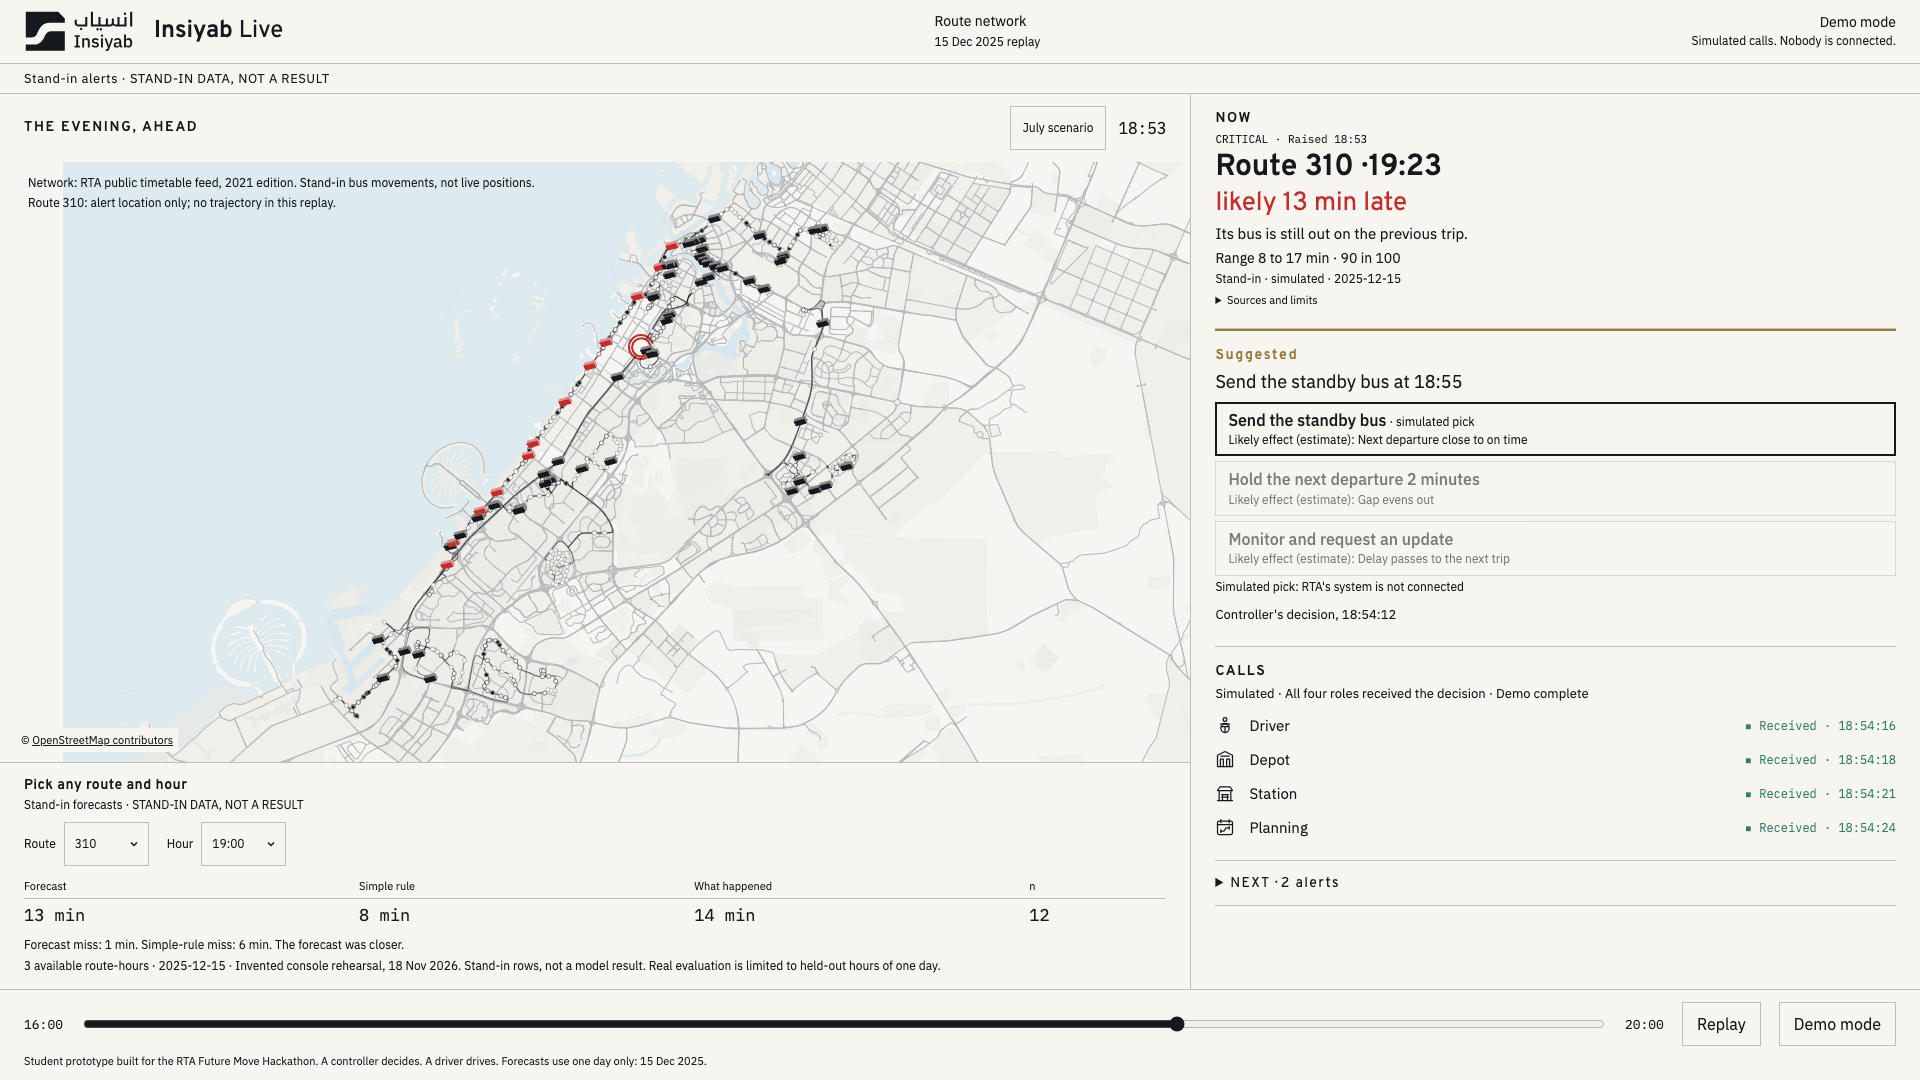 انسياب
Insiyab
Insiyab Live
Route network
15 Dec 2025 replay
Demo mode
Simulated calls. Nobody is connected.
Stand-in alerts · STAND-IN DATA, NOT A RESULT
THE EVENING, AHEAD
July scenario
18:53
Network: RTA public timetable feed, 2021 edition. Stand-in bus movements, not live positions.
Route 310: alert location only; no trajectory in this replay.
© OpenStreetMap contributors
Pick any route and hour
Stand-in forecasts · STAND-IN DATA, NOT A RESULT
Route 310 Hour 19:00
Forecast Simple rule What happened n
13 min 8 min 14 min 12
Forecast miss: 1 min. Simple-rule miss: 6 min. The forecast was closer.
3 available route-hours · 2025-12-15 · Invented console rehearsal, 18 Nov 2026. Stand-in rows, not a model result. Real evaluation is limited to held-out hours of one day.
NOW
CRITICAL · Raised 18:53
Route 310 ·19:23
likely 13 min late
Its bus is still out on the previous trip.
Range 8 to 17 min · 90 in 100
Stand-in · simulated · 2025-12-15
Sources and limits
Suggested
Send the standby bus at 18:55
Send the standby bus · simulated pick
Likely effect (estimate): Next departure close to on time
Hold the next departure 2 minutes
Likely effect (estimate): Gap evens out
Monitor and request an update
Likely effect (estimate): Delay passes to the next trip
Simulated pick: RTA's system is not connected
Controller's decision, 18:54:12
CALLS
Simulated · All four roles received the decision · Demo complete
Driver Received · 18:54:16
Depot Received · 18:54:18
Station Received · 18:54:21
Planning Received · 18:54:24
NEXT ·2 alerts
16:00
20:00
Replay
Demo mode
Student prototype built for the RTA Future Move Hackathon. A controller decides. A driver drives. Forecasts use one day only: 15 Dec 2025.